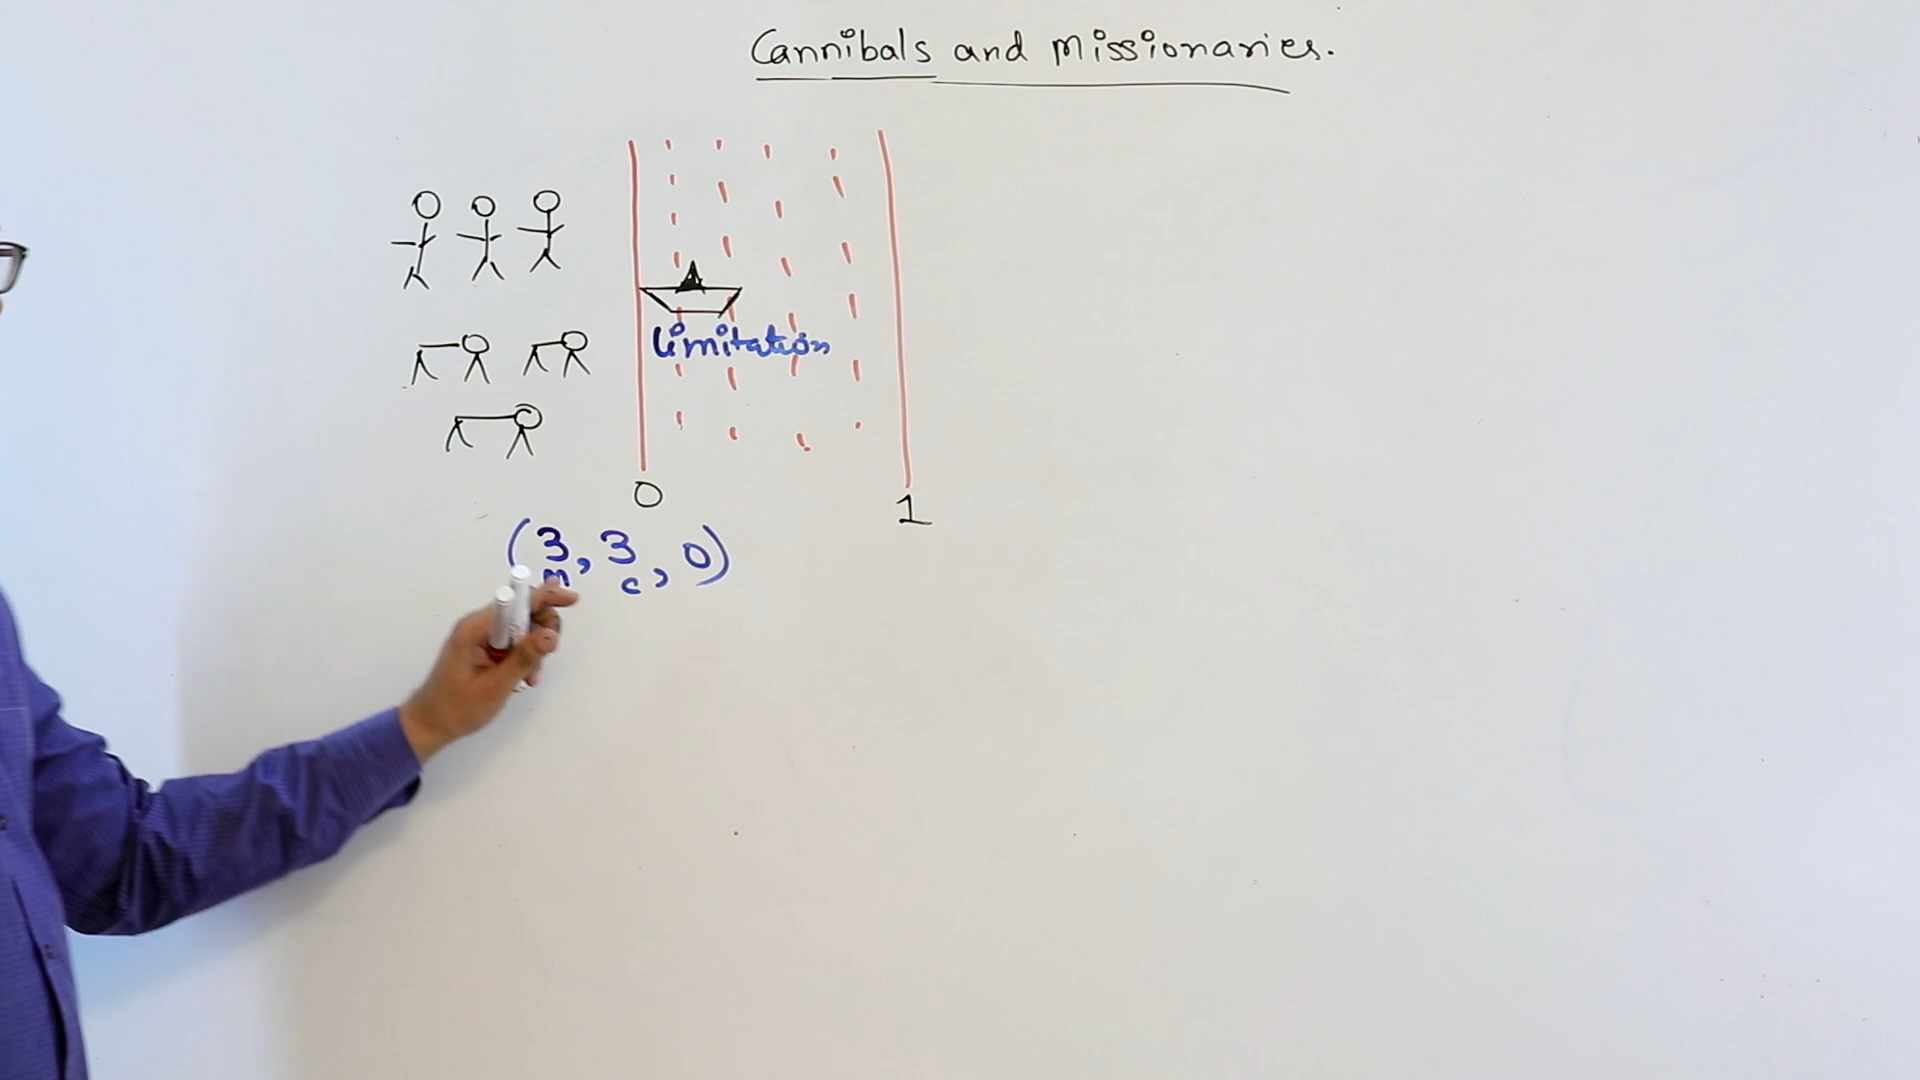 Cannibals and Missionaries.
limitation
0 1
(3, 3, 0)
m c